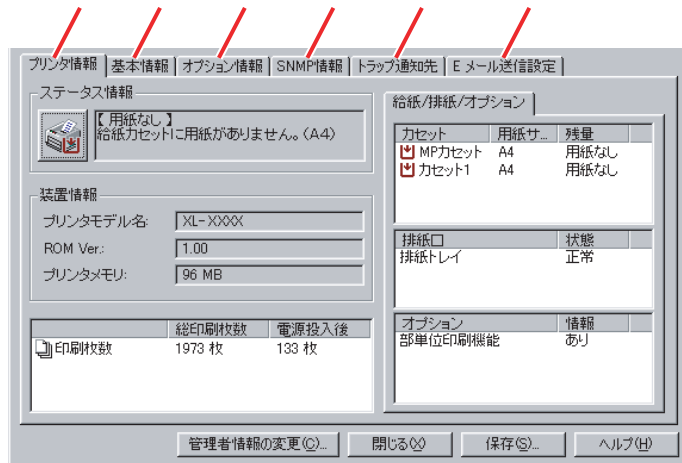 プリンタ情報 基本情報 オプション情報 SNMP情報 トラップ通知先 E メール送信設定
ステータス情報
【 用紙なし 】
給紙カセットに用紙がありません。(A4)
装置情報
プリンタモデル名: XL-XXXX
ROM Ver.: 1.00
プリンタメモリ: 96 MB
総印刷枚数 電源投入後
印刷枚数 1973 枚 133 枚
給紙/排紙/オプション
カセット 用紙サ... 残量
MPカセット A4 用紙なし
カセット1 A4 用紙なし
排紙口 状態
排紙トレイ 正常
オプション 情報
部単位印刷機能 あり
管理者情報の変更(C)... 閉じる(X) 保存(S)... ヘルプ(H)